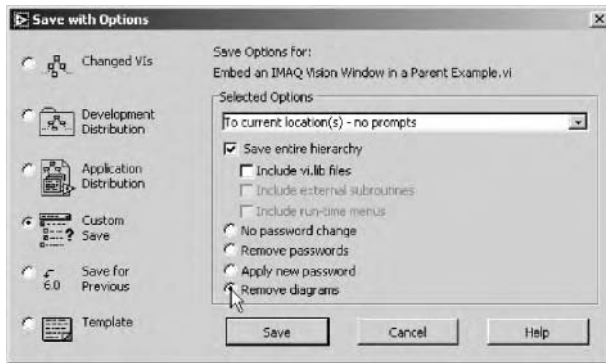 Save with Options
Changed VIs
Development
Distribution
Application
Distribution
Custom
Save
6.0
Save for
Previous
Template
Save Options for:
Embed an IMAQ Vision Window in a Parent Example.vi
Selected Options
To current location(s) - no prompts
Save entire hierarchy
Include vi.lib files
Include external subroutines
Include run-time menus
No password change
Remove passwords
Apply new password
Remove diagrams
Save
Cancel
Help